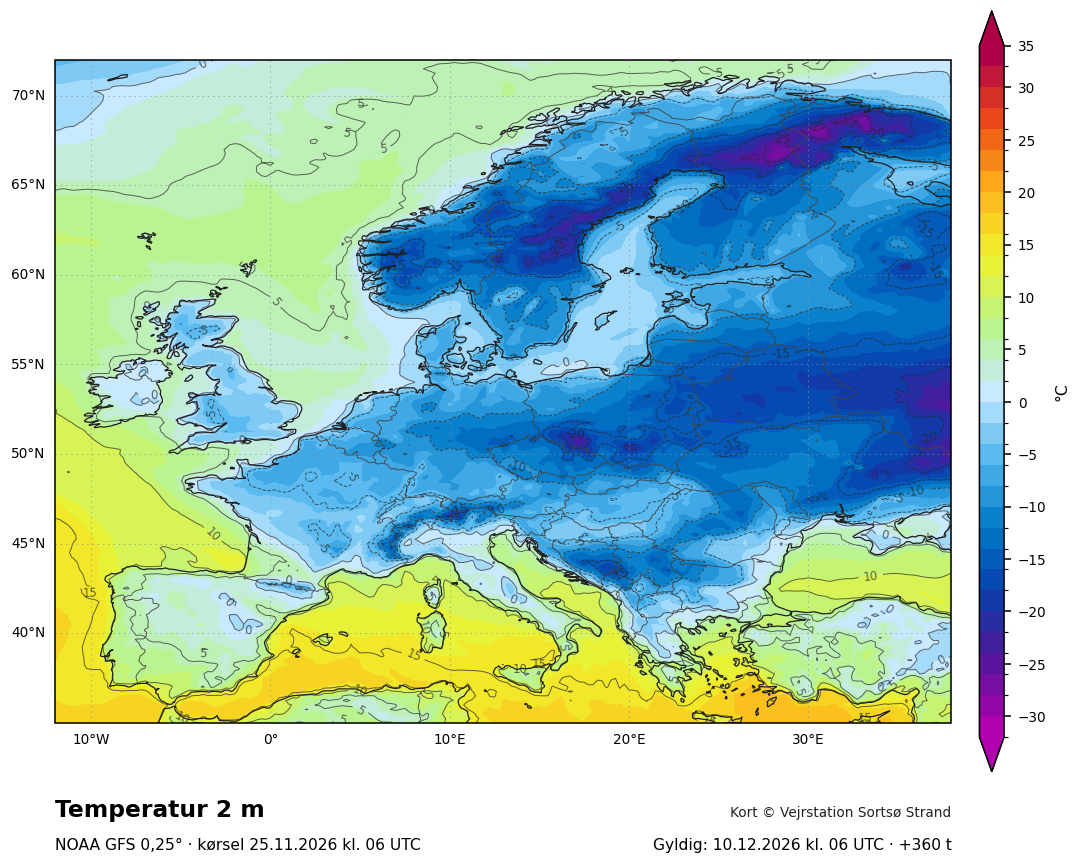 70°N
65°N
60°N
55°N
50°N
45°N
40°N
10°W
0°
10°E
20°E
30°E
35
30
25
20
15
10
5
0
−5
−10
−15
−20
−25
−30
°C
Temperatur 2 m
Kort © Vejrstation Sortsø Strand
NOAA GFS 0,25° · kørsel 25.11.2026 kl. 06 UTC
Gyldig: 10.12.2026 kl. 06 UTC · +360 t